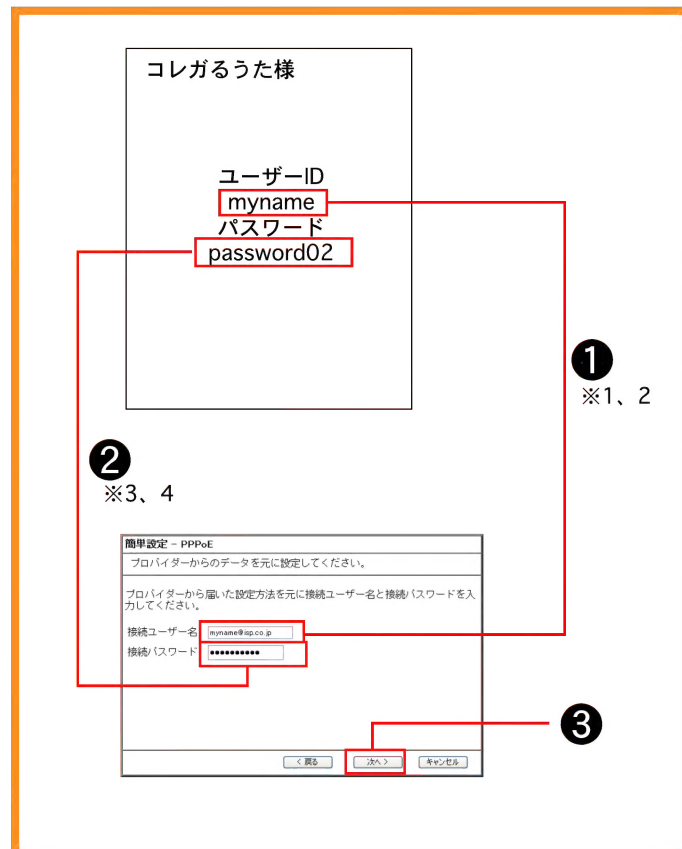 コレガるうた様
ユーザーID
myname
パスワード
password02
❶
※1、2
❷
※3、4
簡単設定 - PPPoE
プロバイダーからのデータを元に設定してください。
プロバイダーから届いた設定方法を元に接続ユーザー名と接続パスワードを入
力してください。
接続ユーザー名 myname@isp.co.jp
接続パスワード ●●●●●●●●●●
❸
< 戻る 次へ > キャンセル